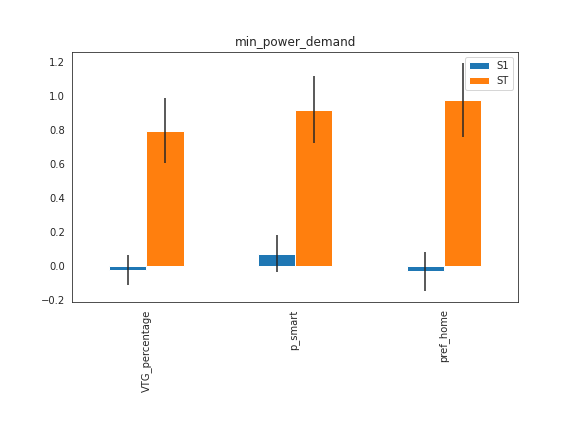 min_power_demand
S1
ST
1.2
1.0
0.8
0.6
0.4
0.2
0.0
−0.2
VTG_percentage
p_smart
pref_home